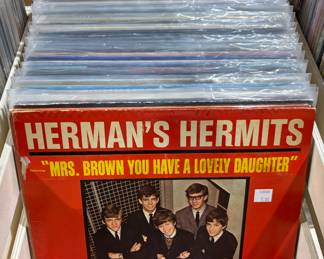 HERMAN'S HERMITS
"MRS. BROWN YOU HAVE A LOVELY DAUGHTER"